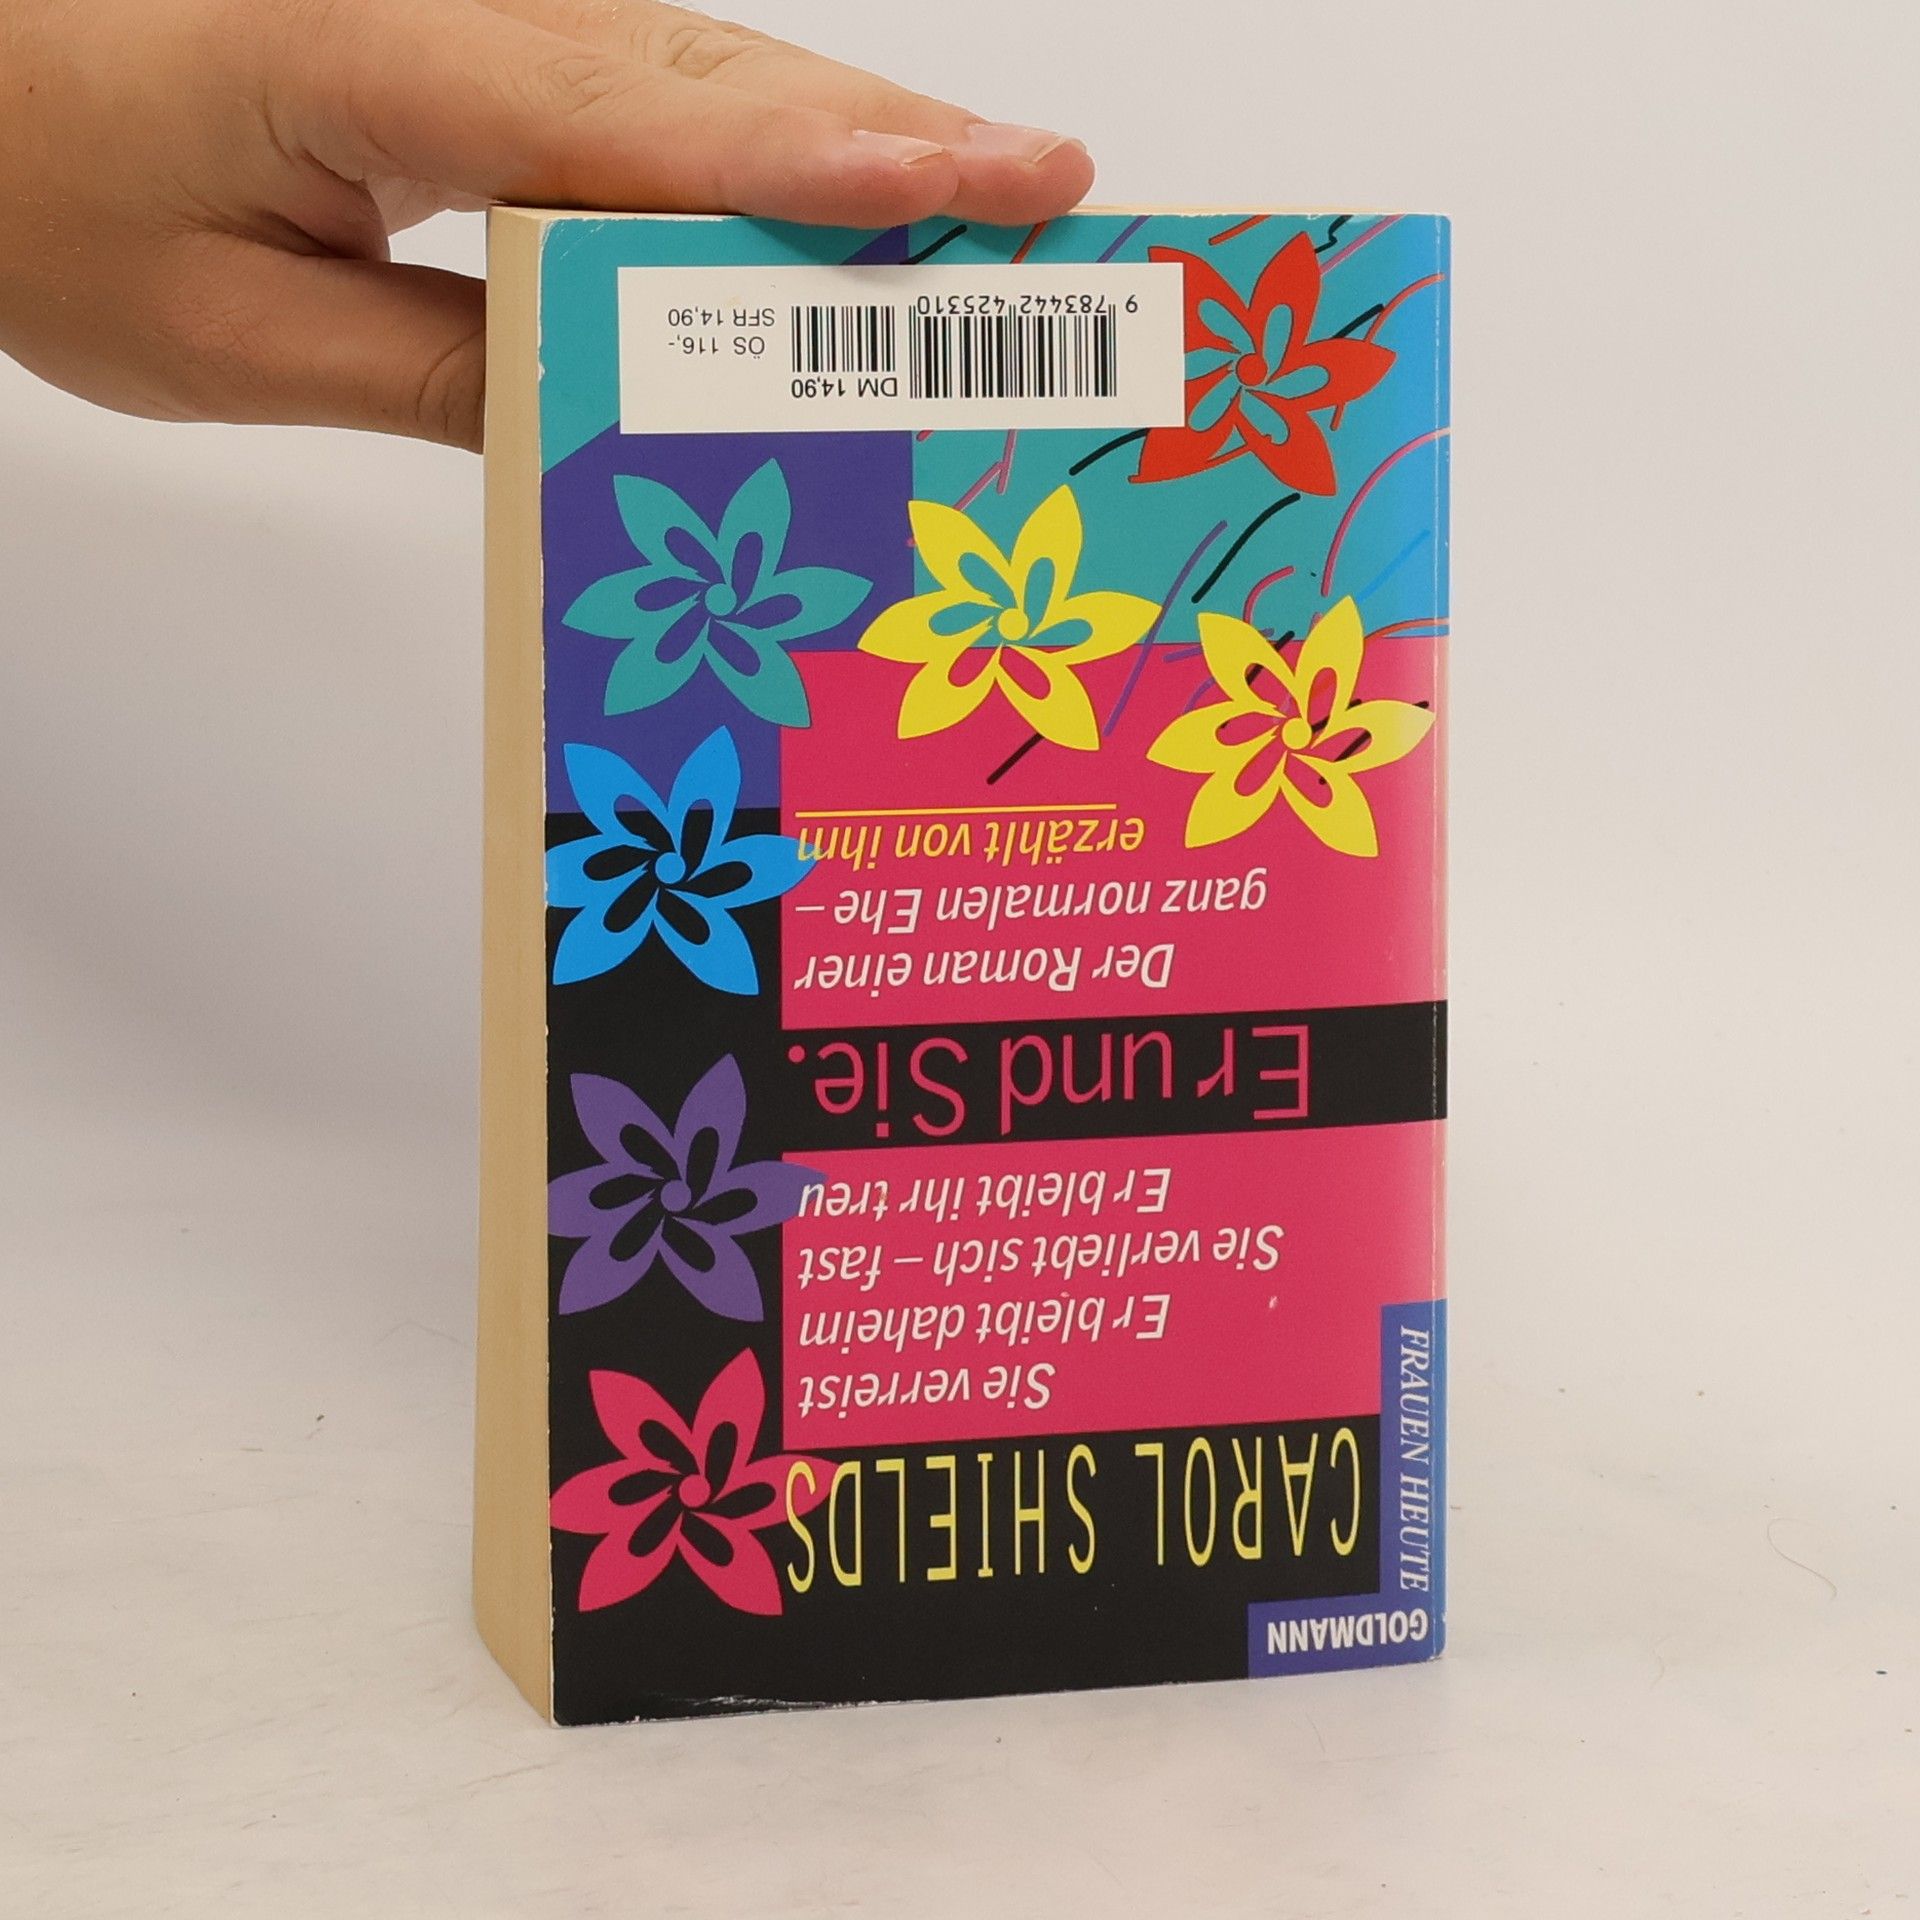 GOLDMANN
FRAUEN HEUTE
CAROL SHIELDS
Sie verreist
Er bleibt daheim
Sie verliebt sich – fast
Er bleibt ihr treu
Er und Sie.
Der Roman einer
ganz normalen Ehe –
erzählt von ihm
DM 14,90
ÖS 116,-
SFR 14,90
9 783442 425310